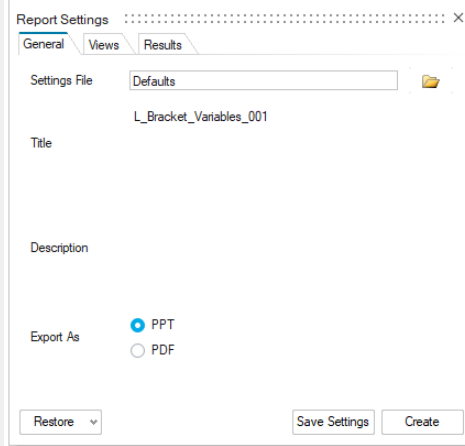 Report Settings
General Views Results
Settings File Defaults
L_Bracket_Variables_001
Title
Description
PPT
Export As
PDF
Restore Save Settings Create